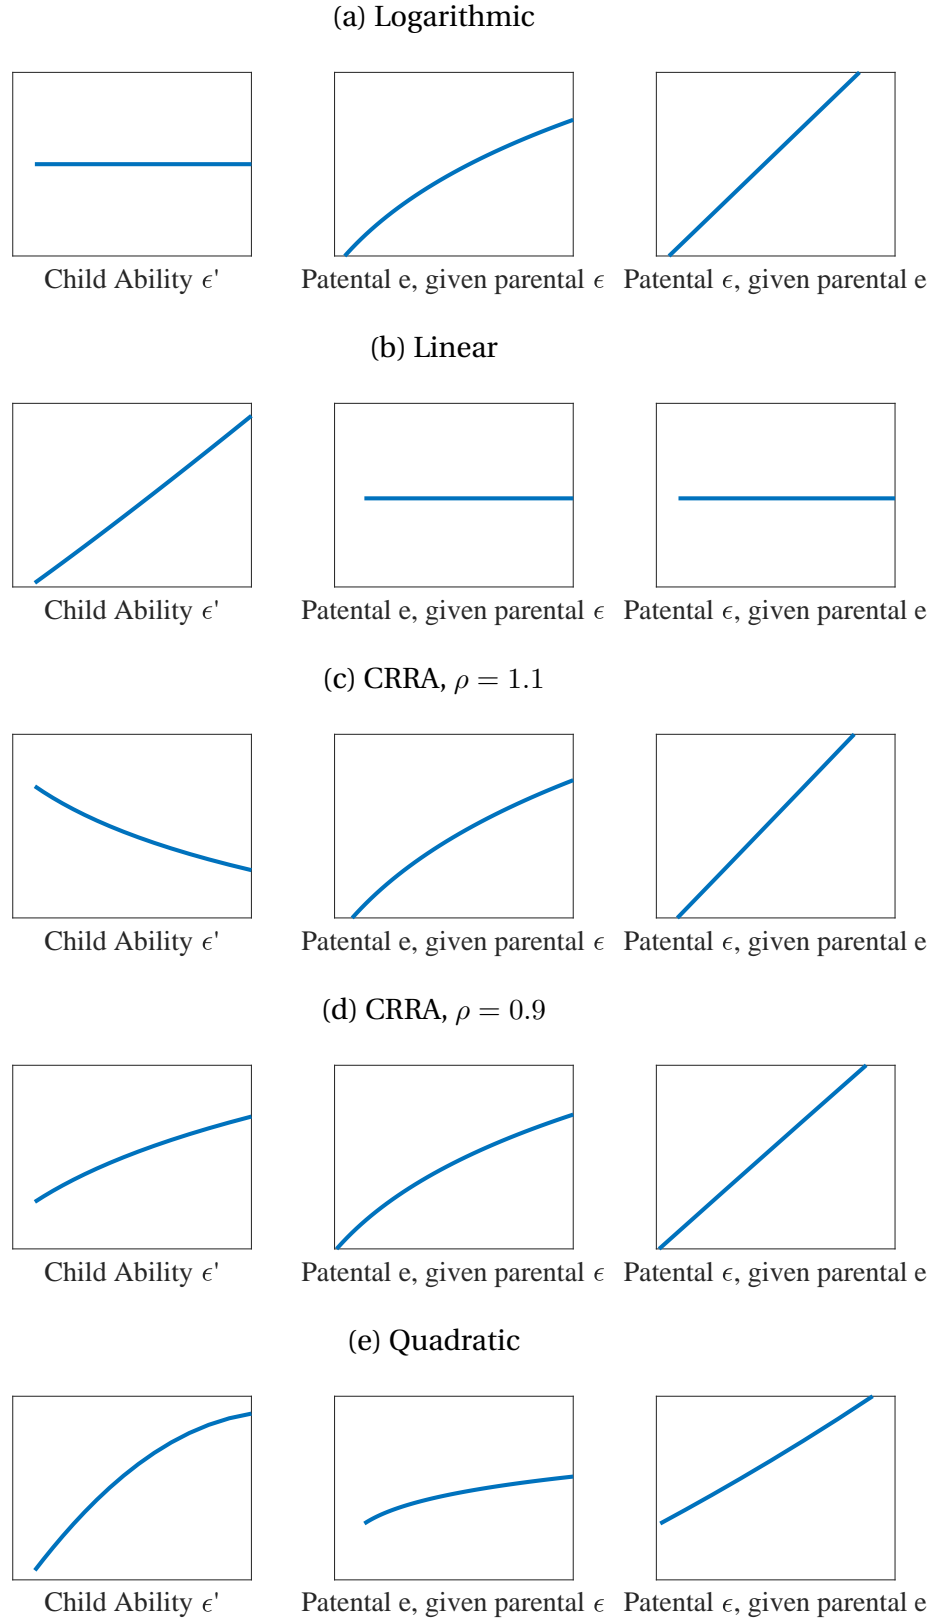 (a) Logarithmic
Child Ability ϵ' Patental e, given parental ϵ Patental ϵ, given parental e
(b) Linear
Child Ability ϵ' Patental e, given parental ϵ Patental ϵ, given parental e
(c) CRRA, ρ = 1.1
Child Ability ϵ' Patental e, given parental ϵ Patental ϵ, given parental e
(d) CRRA, ρ = 0.9
Child Ability ϵ' Patental e, given parental ϵ Patental ϵ, given parental e
(e) Quadratic
Child Ability ϵ' Patental e, given parental ϵ Patental ϵ, given parental e